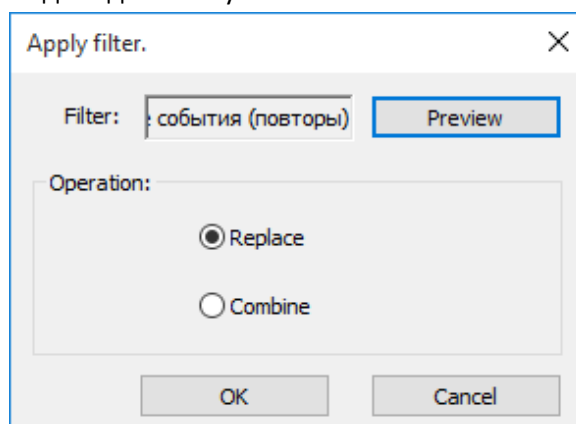 Apply filter.
Filter: события (повторы) Preview
Operation:
Replace
Combine
OK Cancel